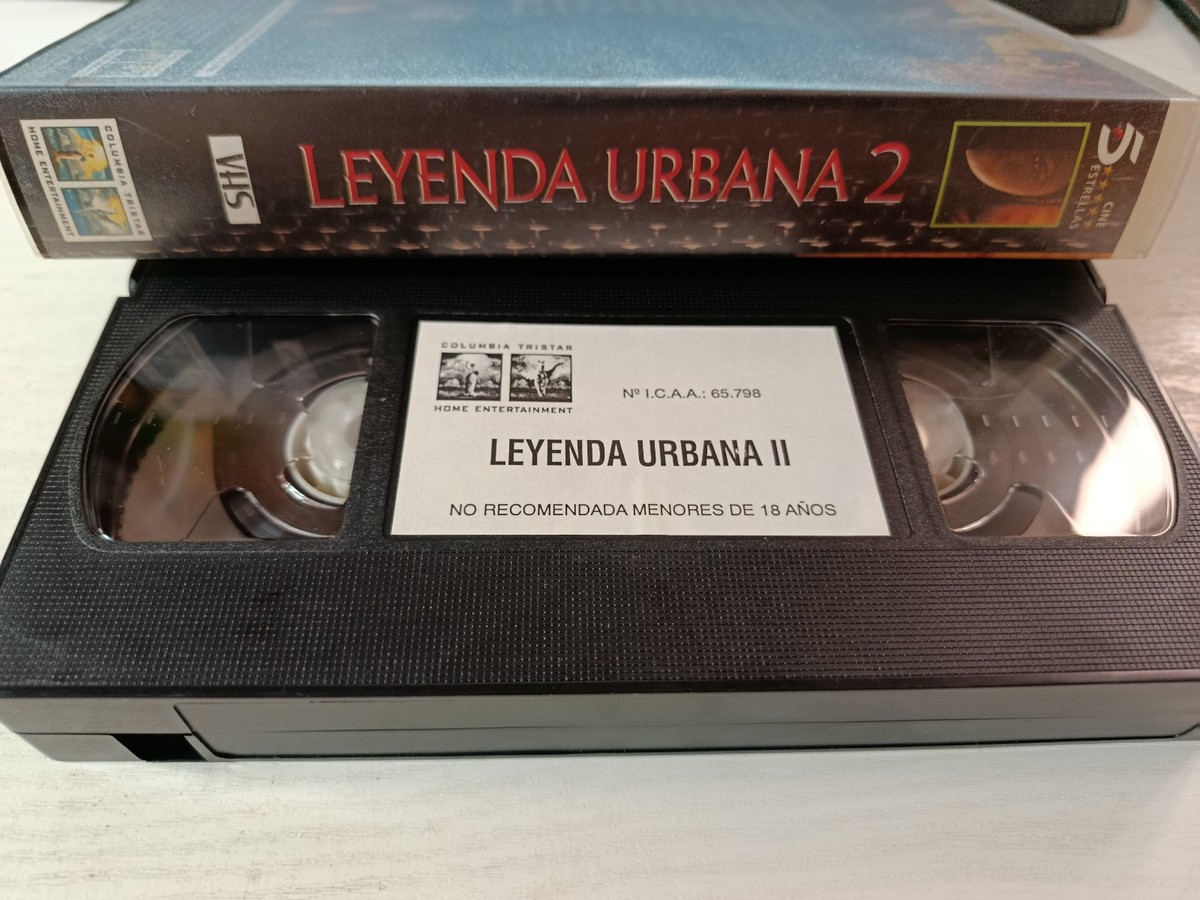 COLUMBIA TRISTAR
HOME ENTERTAINMENT
VHS
LEYENDA URBANA 2
5
CINE
ESTRELLAS
COLUMBIA TRISTAR
HOME ENTERTAINMENT
Nº I.C.A.A.: 65.798
LEYENDA URBANA II
NO RECOMENDADA MENORES DE 18 AÑOS